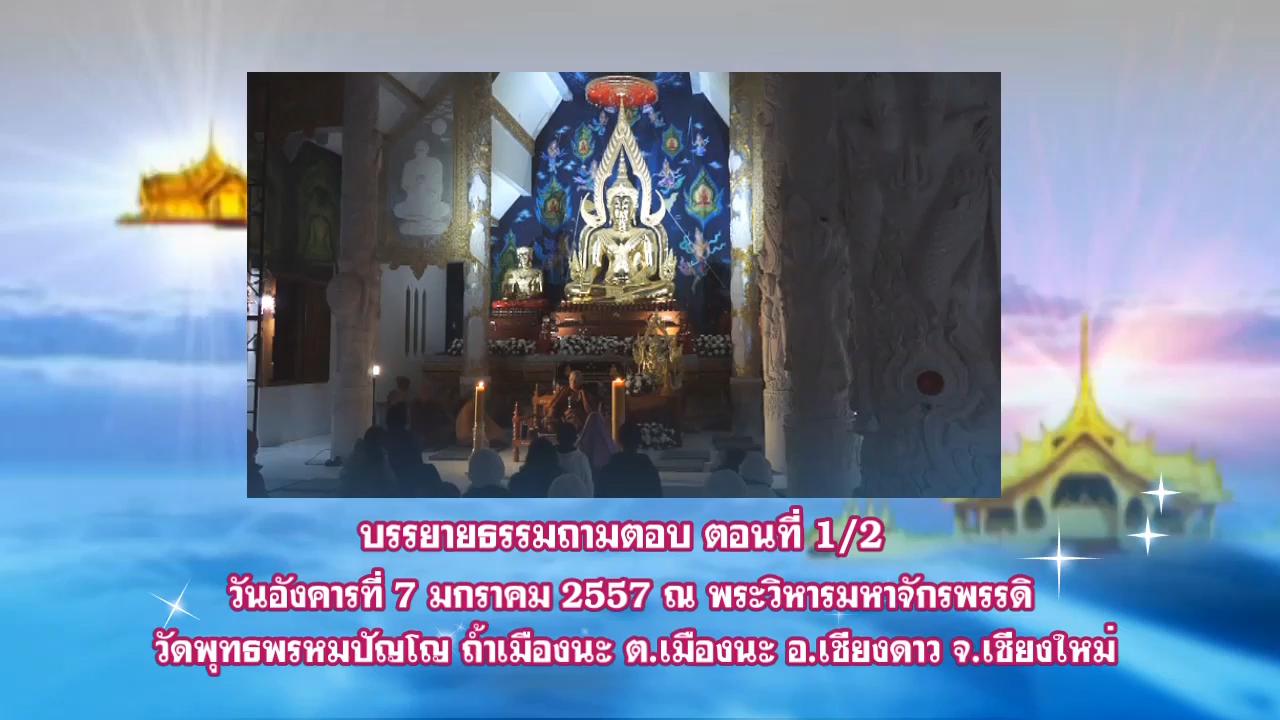 บรรยายธรรมถามตอบ ตอนที่ 1/2
วันอังคารที่ 7 มกราคม 2557 ณ พระวิหารมหาจักรพรรดิ
วัดพุทธพรหมปัญโญ ถ้ำเมืองนะ ต.เมืองนะ อ.เชียงดาว จ.เชียงใหม่